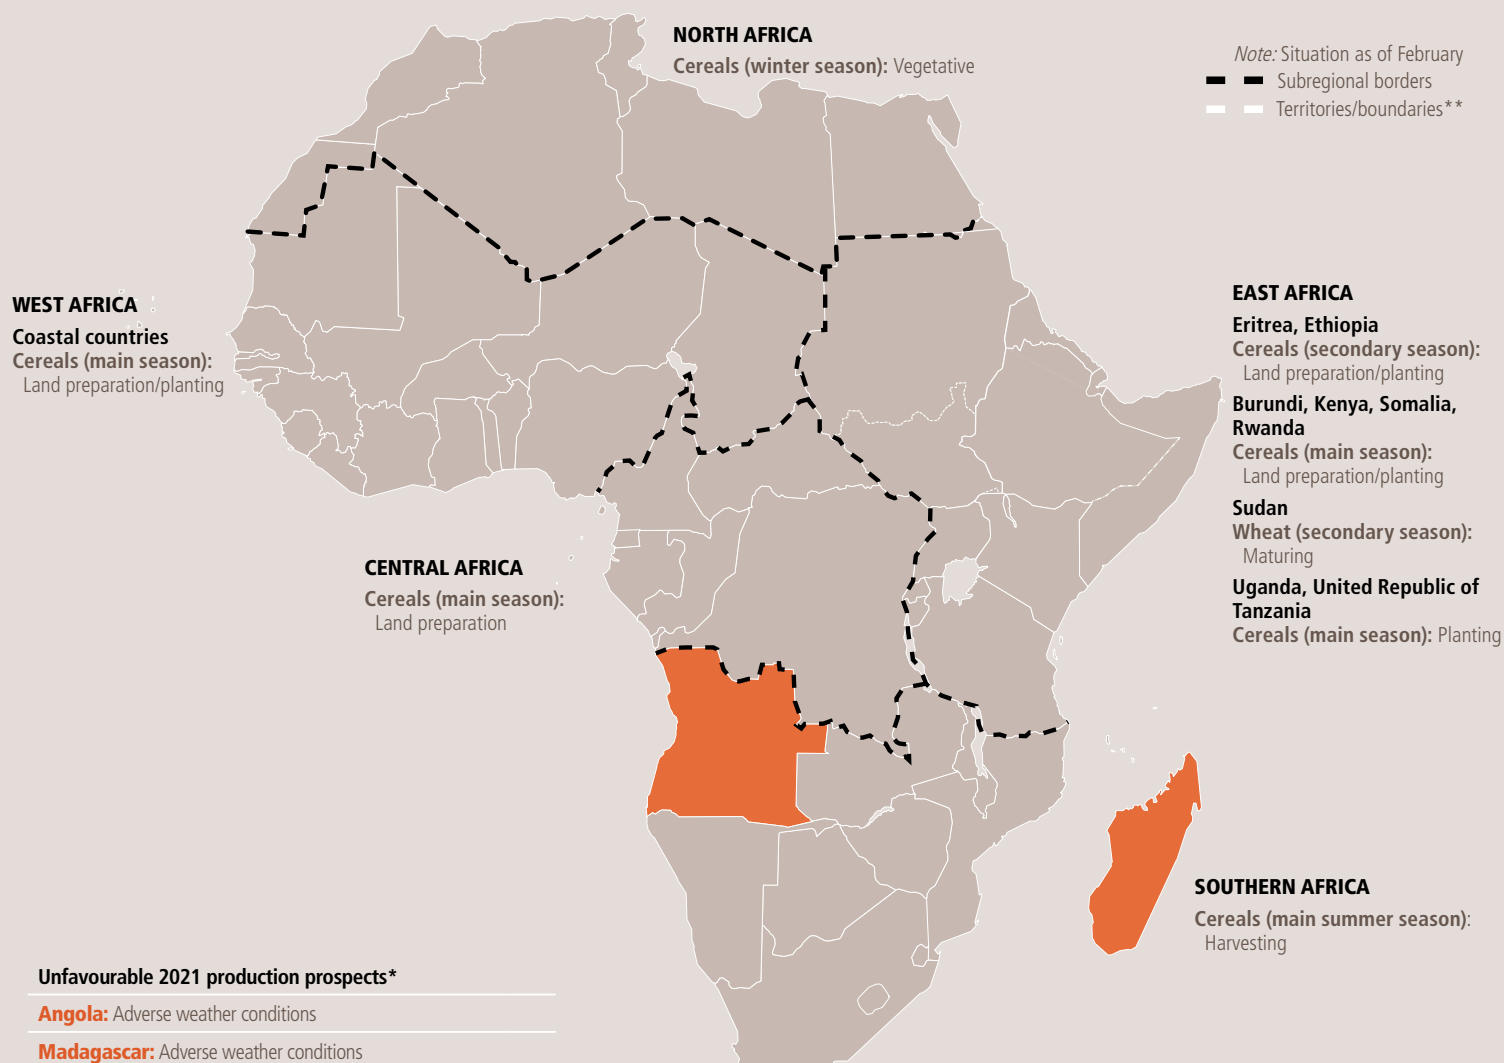 NORTH AFRICA
Cereals (winter season): Vegetative
Note: Situation as of February
Subregional borders
Territories/boundaries**
WEST AFRICA
Coastal countries
Cereals (main season):
Land preparation/planting
EAST AFRICA
Eritrea, Ethiopia
Cereals (secondary season):
Land preparation/planting
Burundi, Kenya, Somalia,
Rwanda
Cereals (main season):
Land preparation/planting
Sudan
Wheat (secondary season):
Maturing
Uganda, United Republic of
Tanzania
Cereals (main season): Planting
CENTRAL AFRICA
Cereals (main season):
Land preparation
SOUTHERN AFRICA
Cereals (main summer season):
Harvesting
Unfavourable 2021 production prospects*
Angola: Adverse weather conditions
Madagascar: Adverse weather conditions